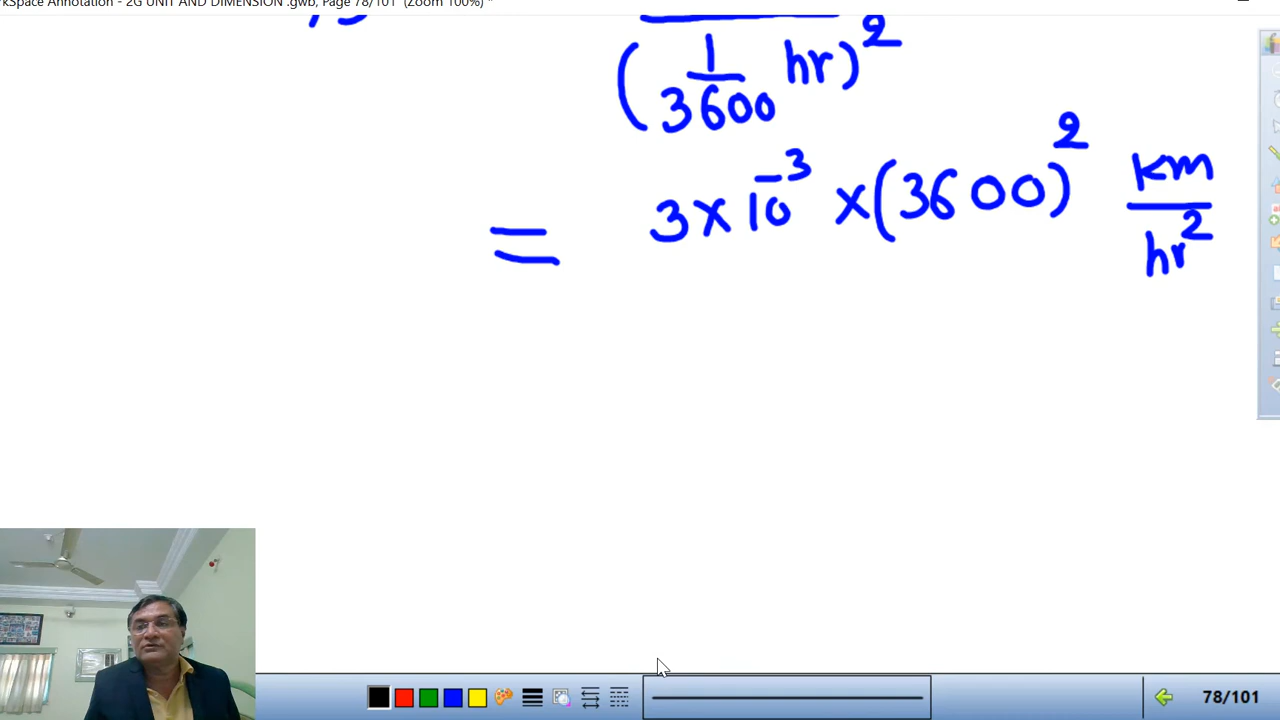 rkSpace Annotation - 2G UNIT AND DIMENSION .gwb, Page 78/101 (Zoom 100%) *
(1/3600 hr)²
= 3 × 10⁻³ × (3600)² km/hr²
78/101